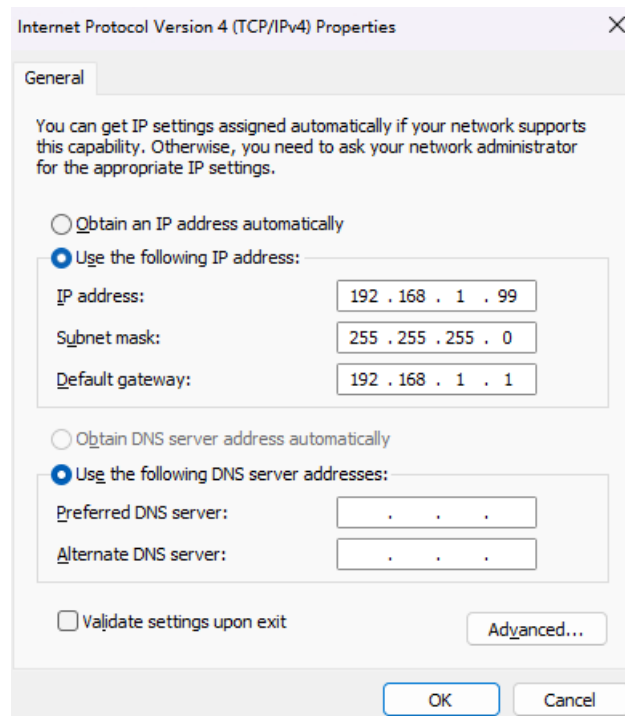 Internet Protocol Version 4 (TCP/IPv4) Properties
General
You can get IP settings assigned automatically if your network supports
this capability. Otherwise, you need to ask your network administrator
for the appropriate IP settings.
Obtain an IP address automatically
Use the following IP address:
IP address: 192 . 168 . 1 . 99
Subnet mask: 255 . 255 . 255 . 0
Default gateway: 192 . 168 . 1 . 1
Obtain DNS server address automatically
Use the following DNS server addresses:
Preferred DNS server: . . .
Alternate DNS server: . . .
Validate settings upon exit
Advanced...
OK Cancel